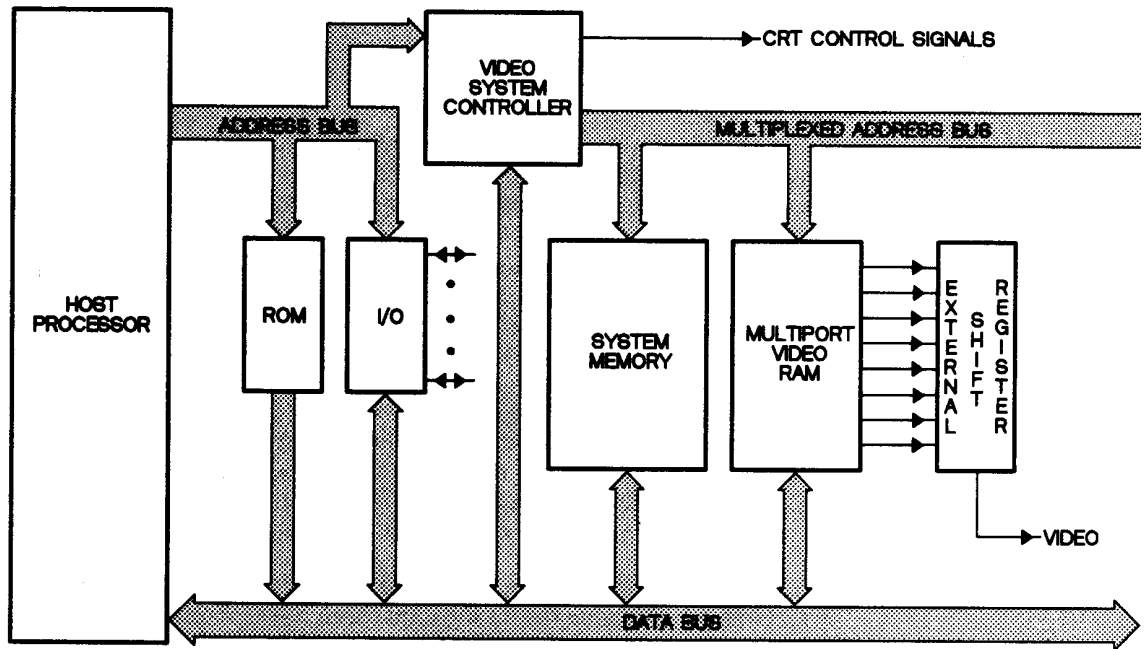 HOST
PROCESSOR
ADDRESS BUS
VIDEO
SYSTEM
CONTROLLER
CRT CONTROL SIGNALS
MULTIPLEXED ADDRESS BUS
ROM
I/O
SYSTEM
MEMORY
MULTIPORT
VIDEO
RAM
EXTERNAL
SHIFT
REGISTER
VIDEO
DATA BUS